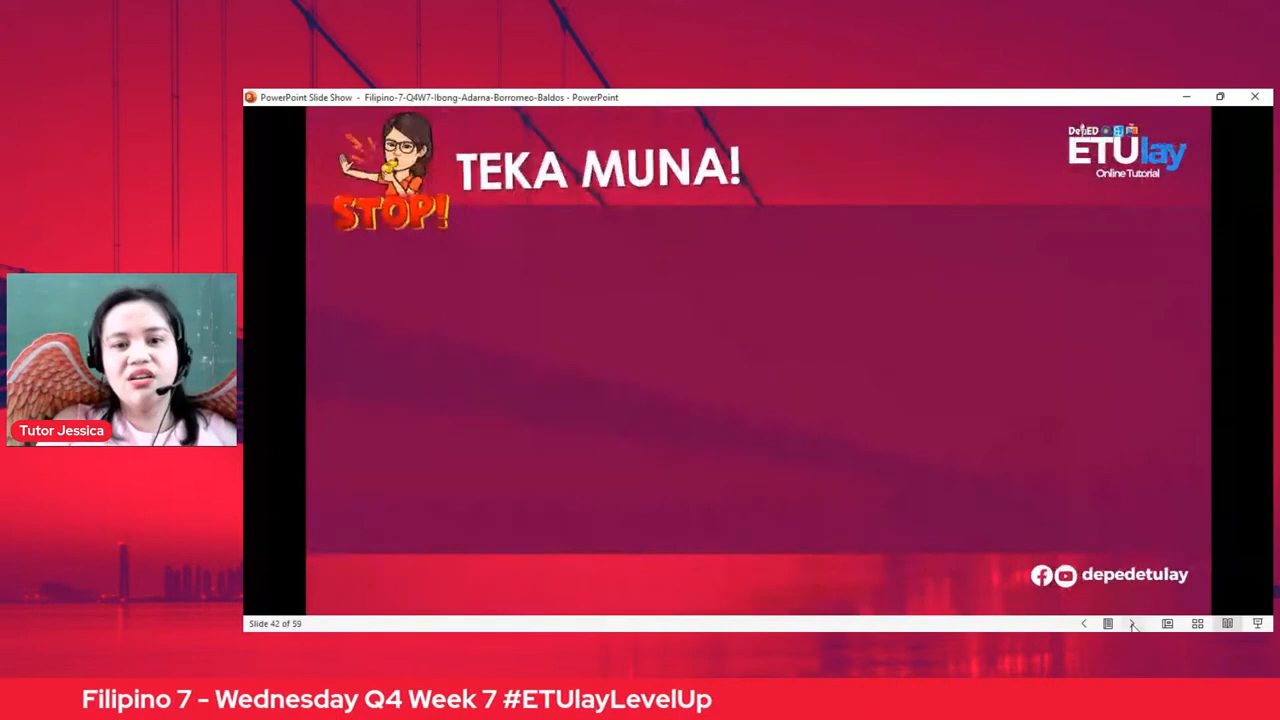 PowerPoint Slide Show - Filipino-7-Q4W7-Ibong-Adarna-Borromeo-Baldos - PowerPoint
STOP!
TEKA MUNA!
DepED
ETUlay
Online Tutorial
Tutor Jessica
depedetulay
Slide 42 of 59
Filipino 7 - Wednesday Q4 Week 7 #ETUlayLevelUp